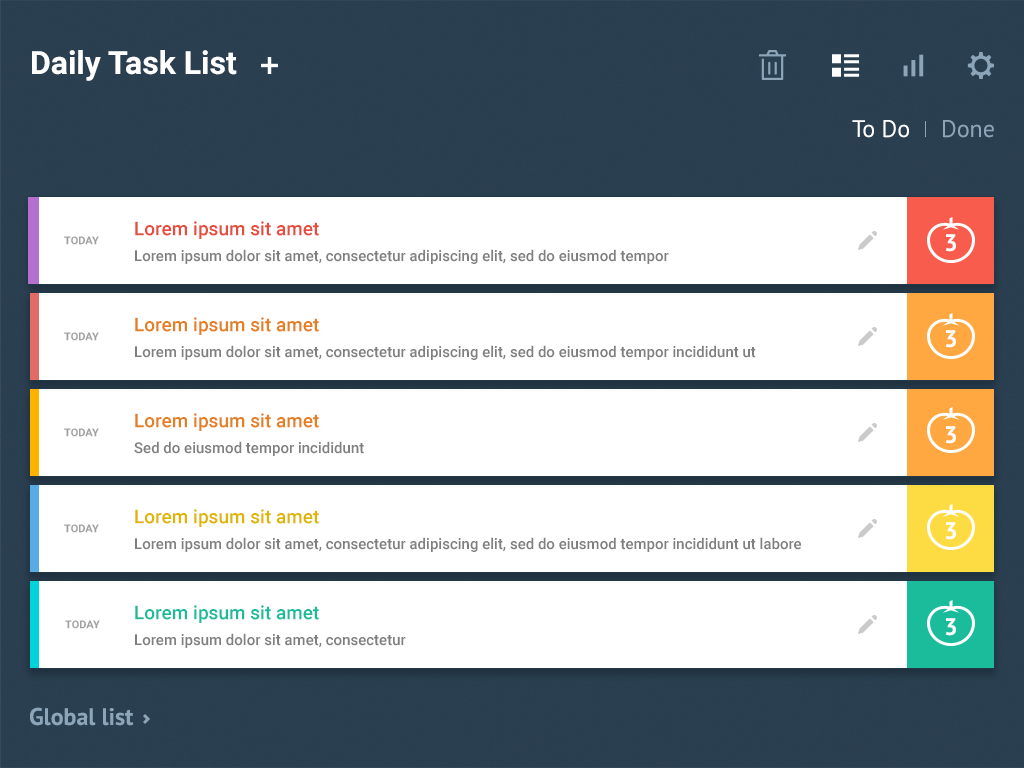 Daily Task List +
To Do | Done
TODAY
Lorem ipsum sit amet
Lorem ipsum dolor sit amet, consectetur adipiscing elit, sed do eiusmod tempor
3
TODAY
Lorem ipsum sit amet
Lorem ipsum dolor sit amet, consectetur adipiscing elit, sed do eiusmod tempor incididunt ut
3
TODAY
Lorem ipsum sit amet
Sed do eiusmod tempor incididunt
3
TODAY
Lorem ipsum sit amet
Lorem ipsum dolor sit amet, consectetur adipiscing elit, sed do eiusmod tempor incididunt ut labore
3
TODAY
Lorem ipsum sit amet
Lorem ipsum dolor sit amet, consectetur
3
Global list ›